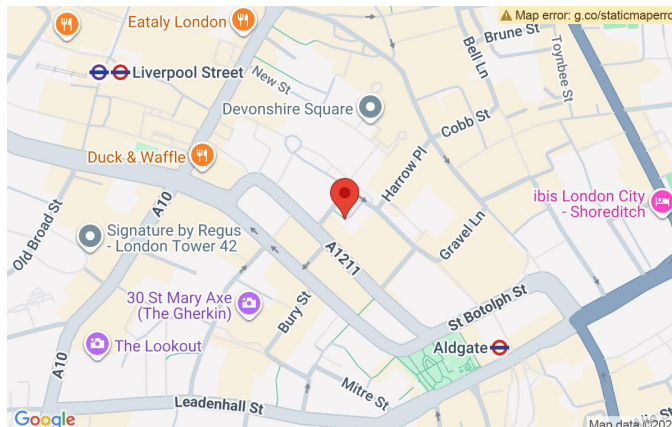 Eataly London
Map error: g.co/staticmaperro
Brune St
Toynbee St
Bell Ln
Liverpool Street
New St
Devonshire Square
Cobb St
Duck & Waffle
Harrow Pl
A10
ibis London City
- Shoreditch
Old Broad St
Signature by Regus
- London Tower 42
A1211
Gravel Ln
30 St Mary Axe
(The Gherkin)
Bury St
St Botolph St
The Lookout
Aldgate
A10
Mitre St
Leadenhall St
Google
Map data ©202